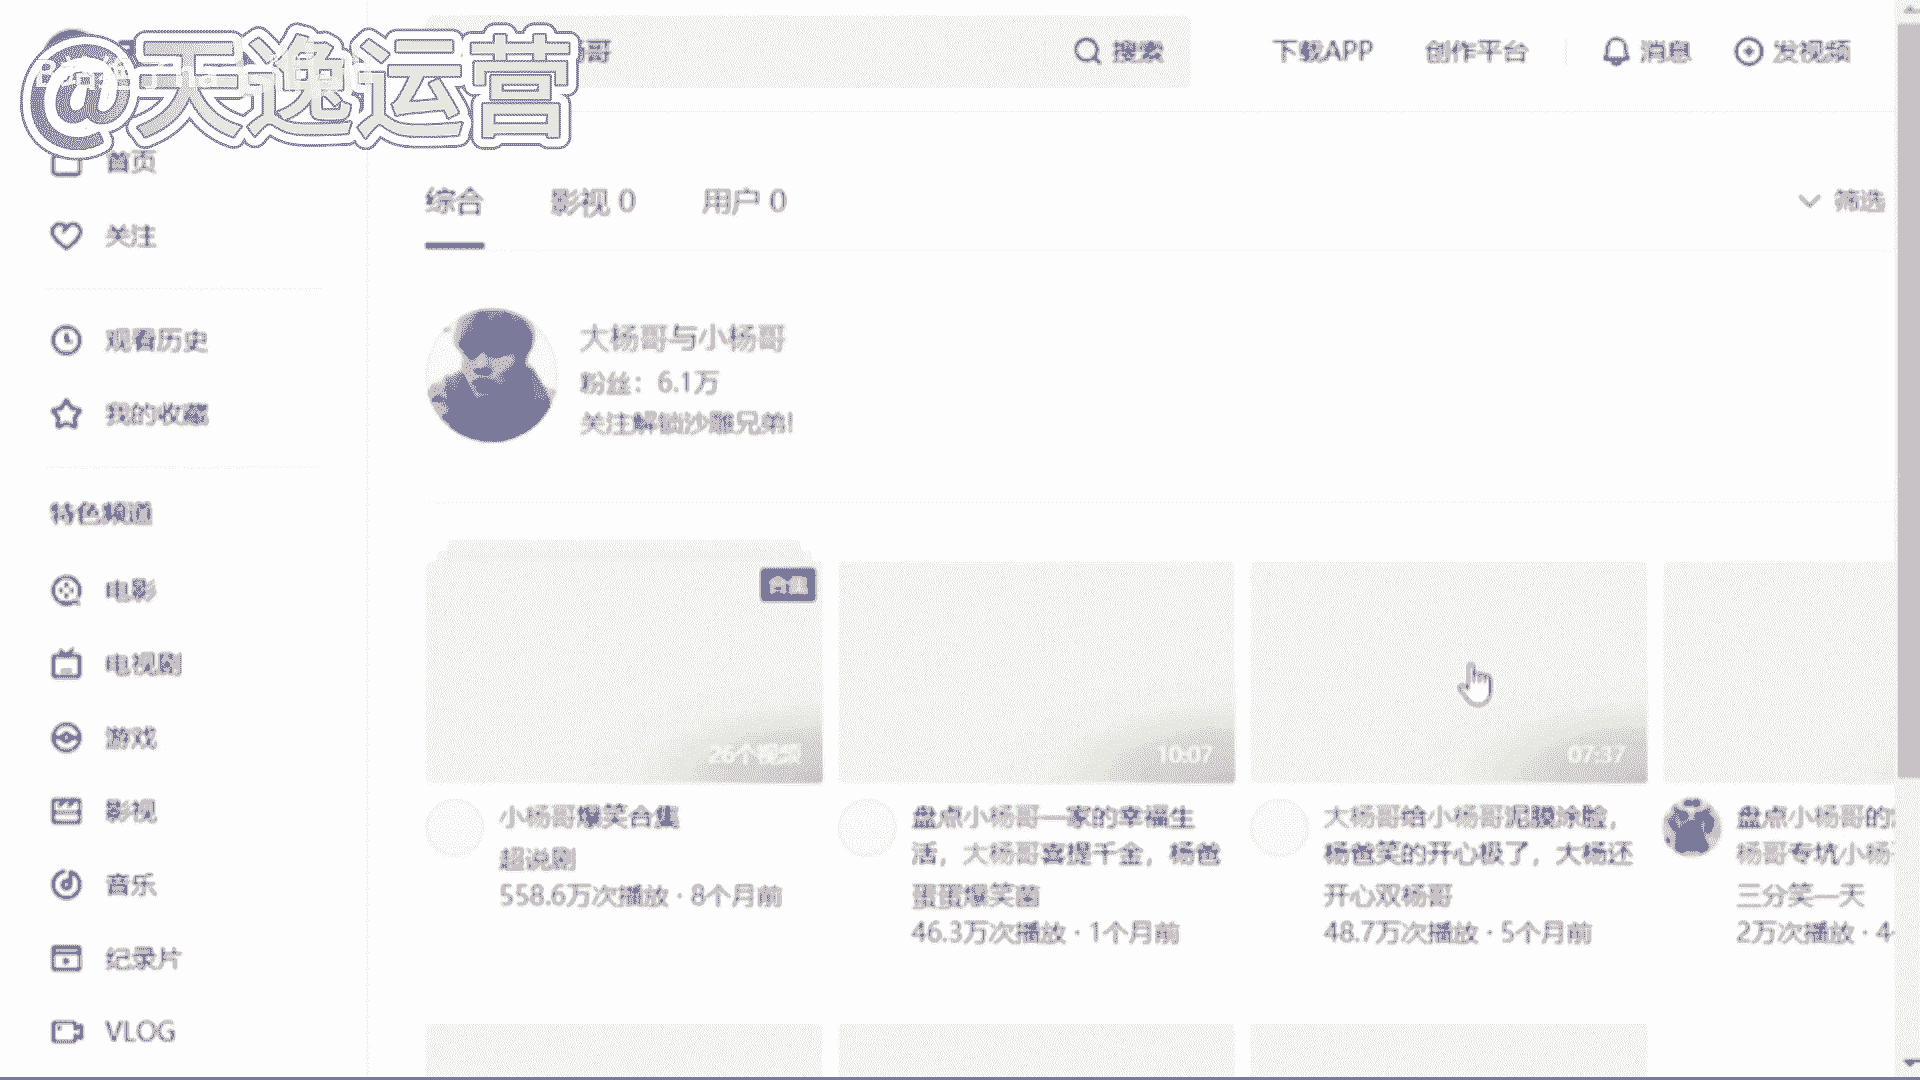 @天逸运营
哥
搜索
下载APP
创作平台
消息
发视频
首页
关注
观看历史
我的收藏
特色频道
电影
电视剧
游戏
影视
音乐
纪录片
VLOG
综合
影视 0
用户 0
筛选
大杨哥与小杨哥
粉丝：6.1万
关注解锁沙雕兄弟!
合集
26个视频
10:07
07:37
小杨哥爆笑合集
超说剧
558.6万次播放 · 8个月前
盘点小杨哥一家的幸福生
活，大杨哥喜提千金，杨爸
蛋蛋爆笑菌
46.3万次播放 · 1个月前
大杨哥给小杨哥泥膜涂脸，
杨爸笑的开心极了，大杨还
开心双杨哥
48.7万次播放 · 5个月前
盘点小杨哥的
杨哥专坑小杨
三分笑一天
2万次播放 · 4